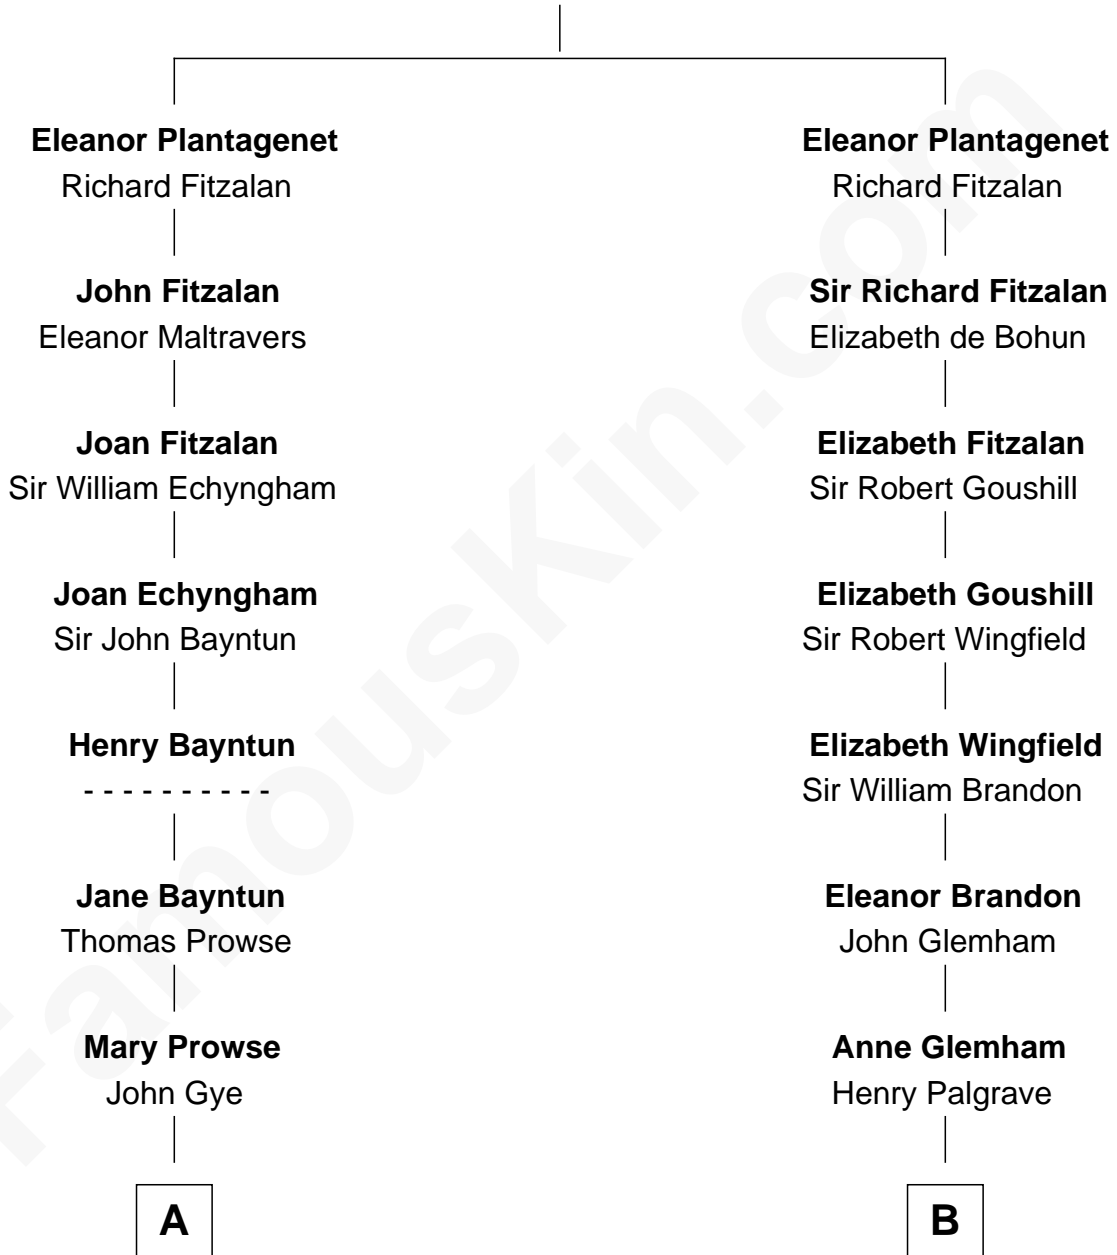 Eleanor Plantagenet
Richard Fitzalan
John Fitzalan
Eleanor Maltravers
Joan Fitzalan
Sir William Echyngham
Joan Echyngham
Sir John Bayntun
Henry Bayntun
- - - - - - - - - -
Jane Bayntun
Thomas Prowse
Mary Prowse
John Gye
A
Eleanor Plantagenet
Richard Fitzalan
Sir Richard Fitzalan
Elizabeth de Bohun
Elizabeth Fitzalan
Sir Robert Goushill
Elizabeth Goushill
Sir Robert Wingfield
Elizabeth Wingfield
Sir William Brandon
Eleanor Brandon
John Glemham
Anne Glemham
Henry Palgrave
B
FamousKin.com